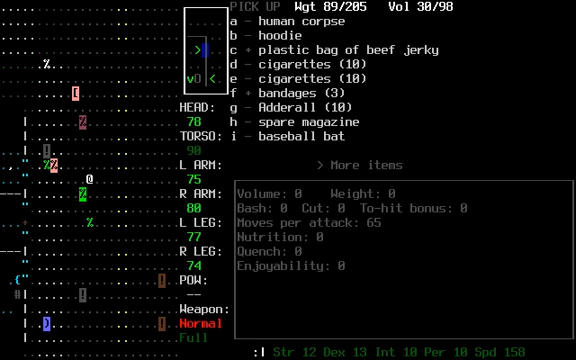 PICK UP Wgt 89/205 Vol 30/98
a - human corpse
b - hoodie
c + plastic bag of beef jerky
d - cigarettes (10)
e - cigarettes (10)
f + bandages (3)
g - Adderall (10)
h - spare magazine
i - baseball bat
> More items
HEAD:
78
TORSO:
90
L ARM:
75
R ARM:
80
L LEG:
77
R LEG:
74
POW:
--
Weapon:
Normal
Full
Volume: 0 Weight: 0
Bash: 0 Cut: 0 To-hit bonus: 0
Moves per attack: 65
Nutrition: 0
Quench: 0
Enjoyability: 0
:| Str 12 Dex 13 Int 10 Per 10 Spd 158